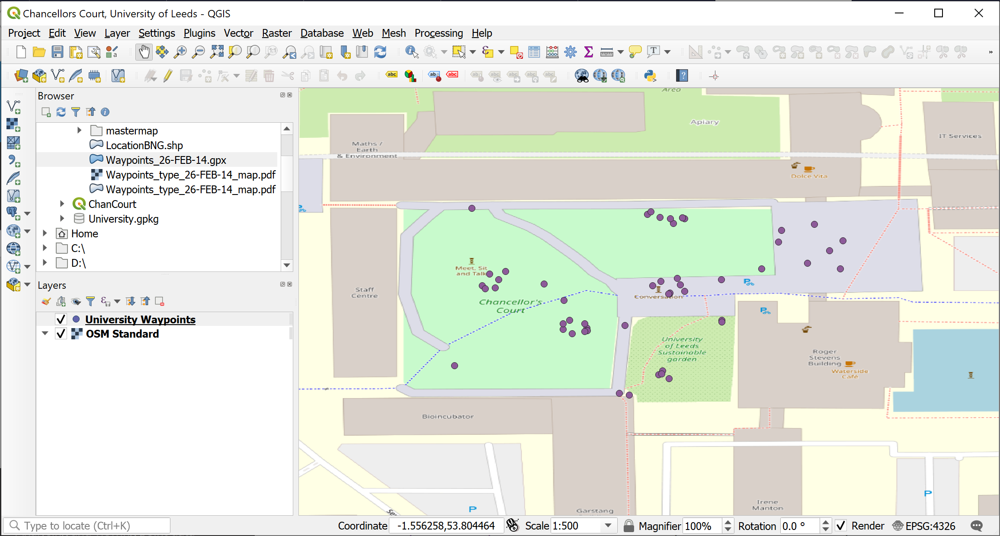 Chancellors Court, University of Leeds - QGIS
Project Edit View Layer Settings Plugins Vector Raster Database Web Mesh Processing Help
Browser
mastermap
LocationBNG.shp
Waypoints_26-FEB-14.gpx
Waypoints_type_26-FEB-14_map.pdf
Waypoints_type_26-FEB-14_map.pdf
ChanCourt
University.gpkg
Home
C:\
D:\
Layers
University Waypoints
OSM Standard
Area
Apiary
Maths /
Earth
& Environment
IT Services
Dolce Vita
Meet, Sit
and Talk
Staff
Centre
Chancellor's
Court
Conversation
University
of Leeds
Sustainable
garden
Roger
Stevens
Building
Waterside
Café
Bioincubator
Garstang
Irene
Manton
P
P
Type to locate (Ctrl+K)
Coordinate -1.556258,53.804464 Scale 1:500 Magnifier 100% Rotation 0.0 ° Render EPSG:4326